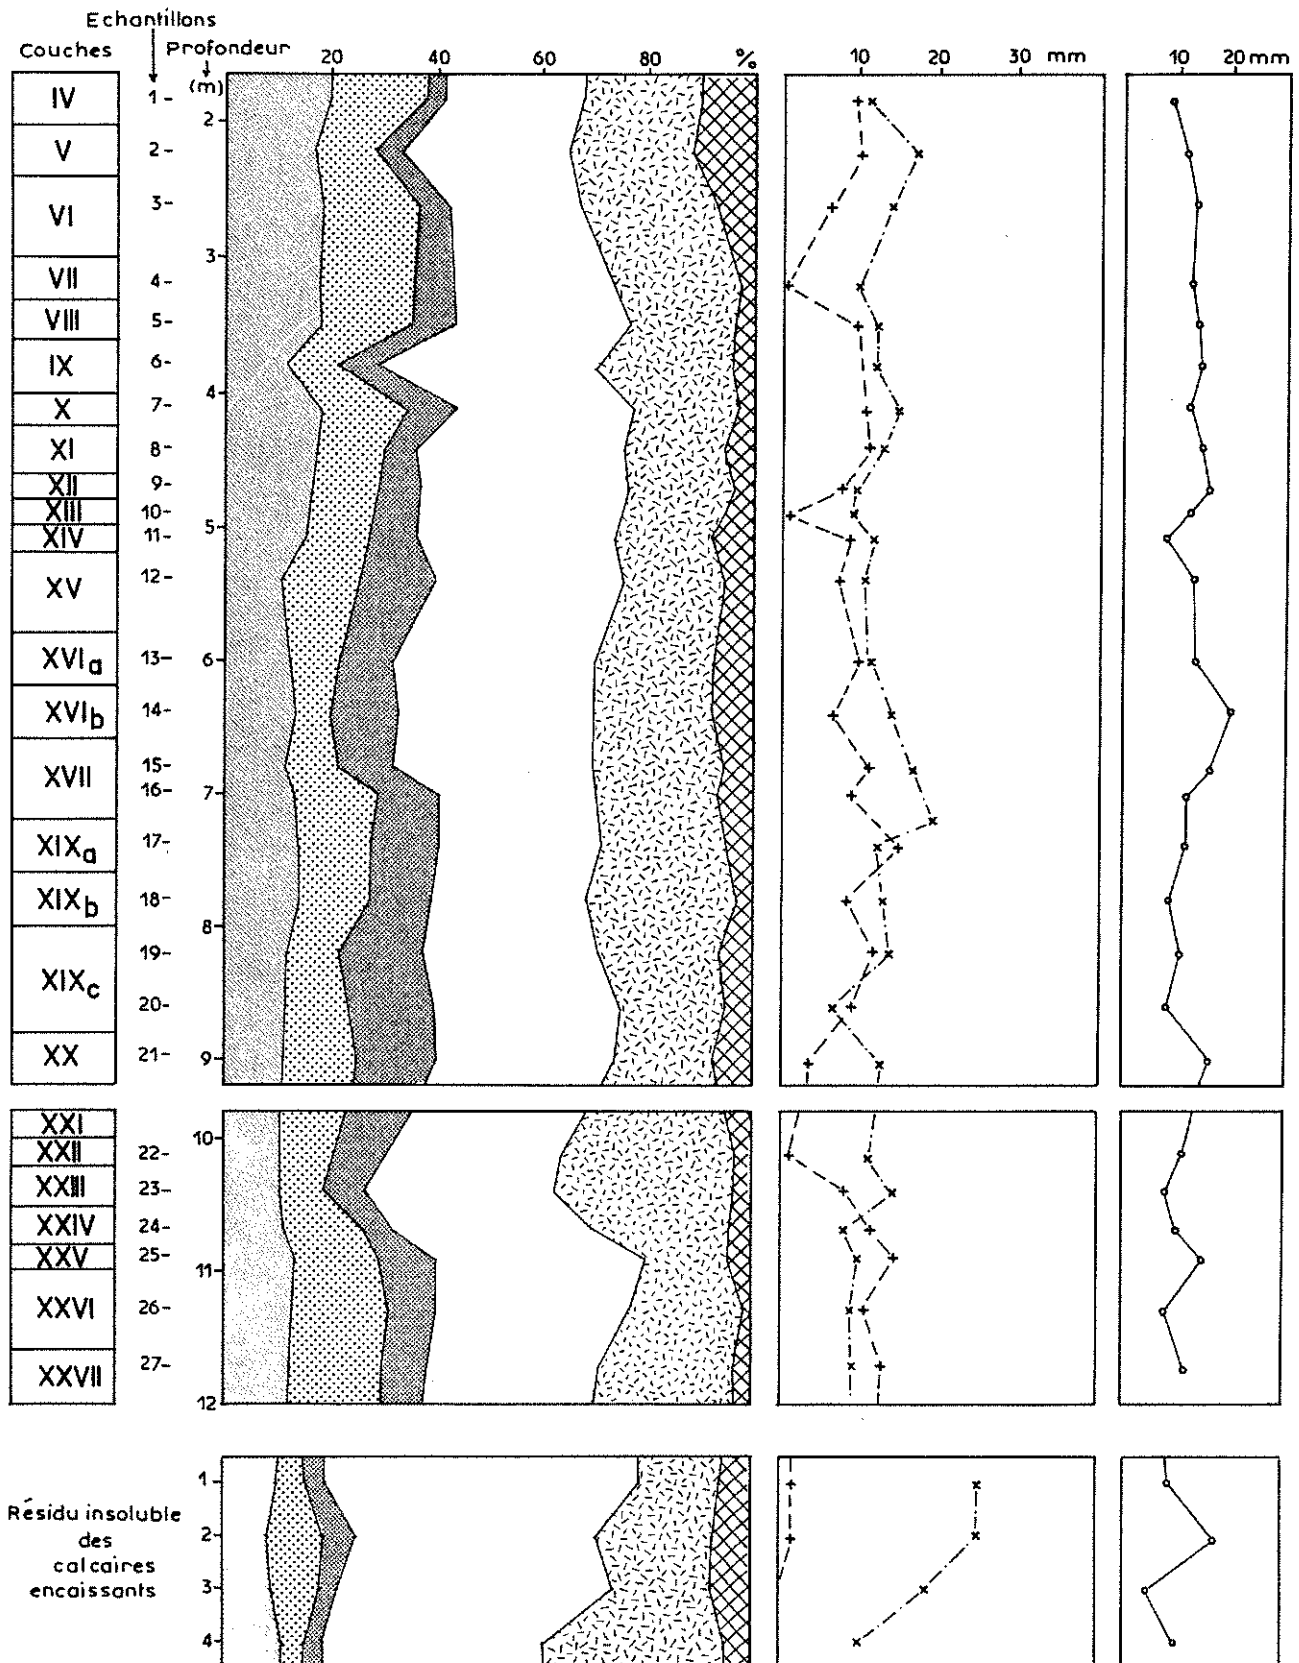 Echantillons
Couches Profondeur
(m)
20 40 60 80 %
10 20 30 mm
10 20 mm
IV 1-
2
V 2-
VI 3-
3
VII 4-
VIII 5-
IX 6-
4
X 7-
XI 8-
XII 9-
XIII 10-
5
XIV 11-
XV 12-
XVIa 13- 6
XVIb 14-
XVII 15-
16- 7
XIXa 17-
XIXb 18-
8
XIXc 19-
20-
XX 21- 9
XXI
10
XXII 22-
XXIII 23-
XXIV 24-
XXV 25-
11
XXVI 26-
XXVII 27-
12
1
Résidu insoluble
des 2
calcaires
encaissants 3
4